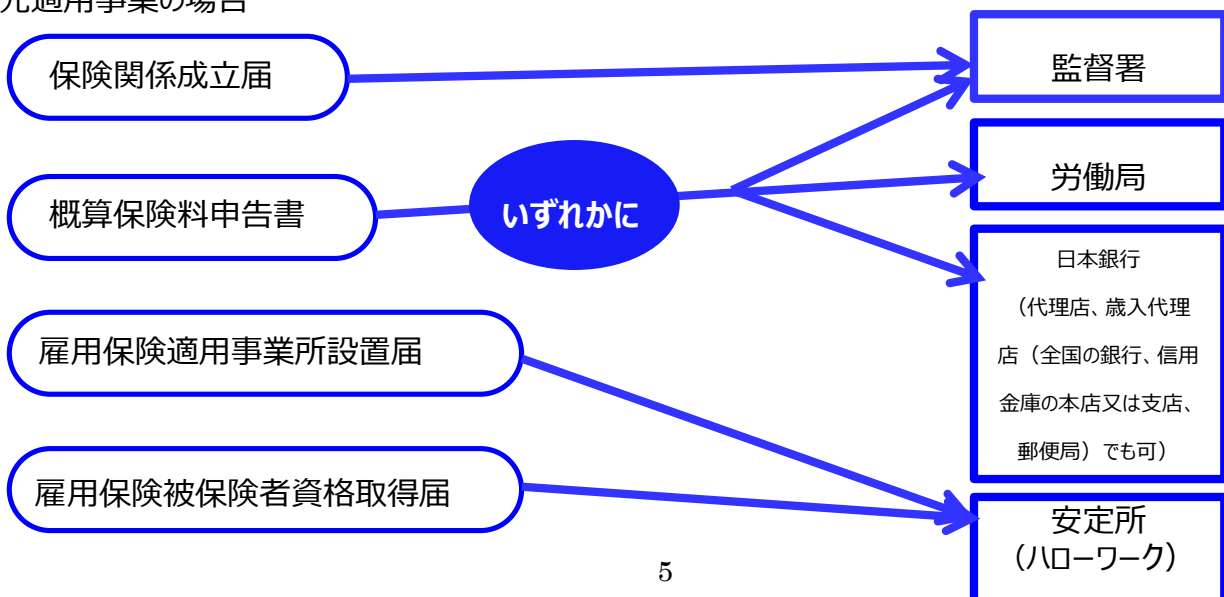 元適用事業の場合
保険関係成立届
監督署
概算保険料申告書
いずれかに
労働局
日本銀行
（代理店、歳入代理
店（全国の銀行、信用
金庫の本店又は支店、
郵便局）でも可）
雇用保険適用事業所設置届
雇用保険被保険者資格取得届
安定所
（ハローワーク）
5